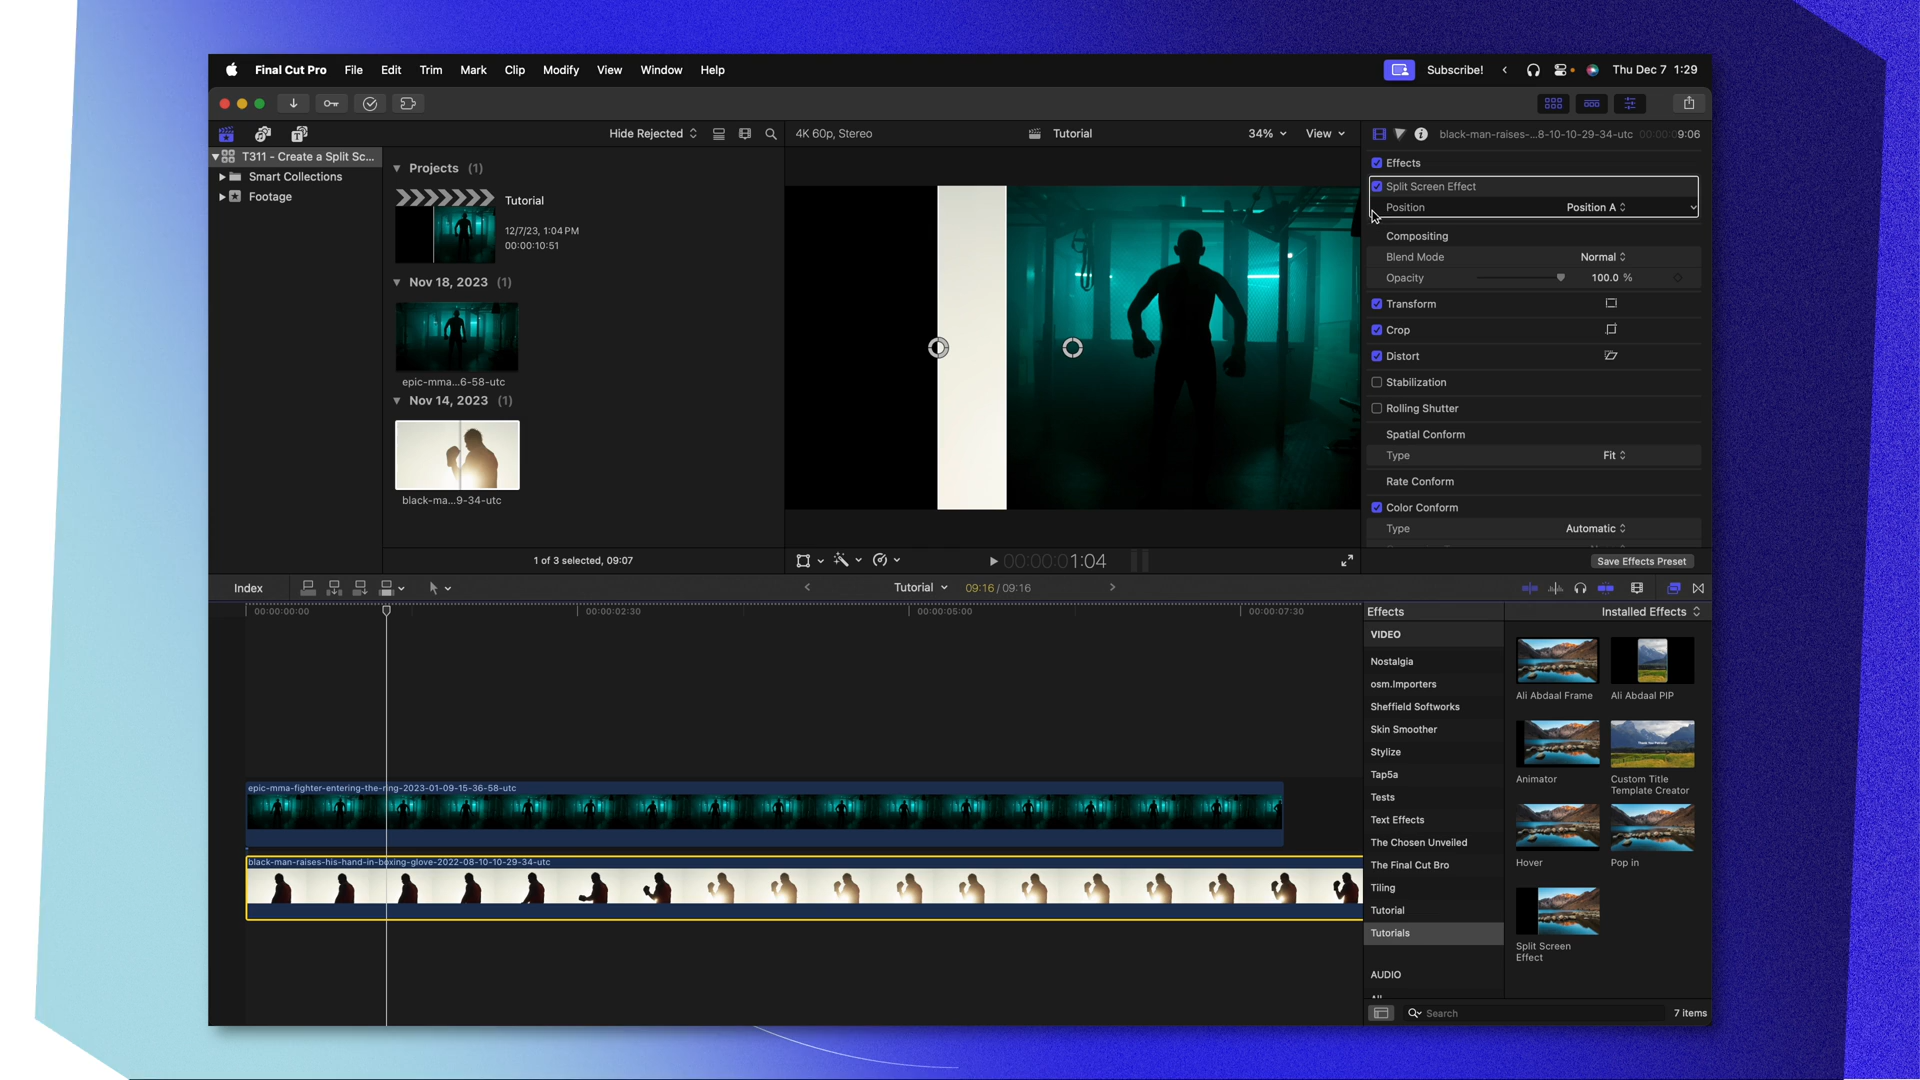 Final Cut Pro File Edit Trim Mark Clip Modify View Window Help Subscribe! Thu Dec 7 1:29
Hide Rejected 4K 60p, Stereo Tutorial 34% View black-man-raises-...8-10-10-29-34-utc 00:00:09:06
T311 - Create a Split Sc...
Smart Collections
Footage
Projects (1)
Tutorial
12/7/23, 1:04 PM
00:00:10:51
Nov 18, 2023 (1)
epic-mma...6-58-utc
Nov 14, 2023 (1)
black-ma...9-34-utc
1 of 3 selected, 09:07
00:00:01:04
Effects
Split Screen Effect
Position Position A
Compositing
Blend Mode Normal
Opacity 100.0 %
Transform
Crop
Distort
Stabilization
Rolling Shutter
Spatial Conform
Type Fit
Rate Conform
Color Conform
Type Automatic
Save Effects Preset
Index Tutorial 09:16 / 09:16
00:00:00:00 00:00:02:30 00:00:05:00 00:00:07:30
epic-mma-fighter-entering-the-ring-2023-01-09-15-36-58-utc
black-man-raises-his-hand-in-boxing-glove-2022-08-10-10-29-34-utc
Effects Installed Effects
VIDEO
Nostalgia
osm.Importers
Sheffield Softworks
Skin Smoother
Stylize
Tap5a
Tests
Text Effects
The Chosen Unveiled
The Final Cut Bro
Tiling
Tutorial
Tutorials
AUDIO
All
Ali Abdaal Frame
Ali Abdaal PIP
Animator
Custom Title
Template Creator
Hover
Pop in
Split Screen
Effect
Search
7 items